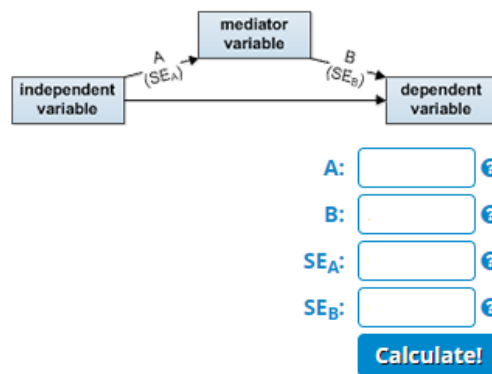 mediator
variable
A
(SEA)
B
(SEB)
independent
variable
dependent
variable
A:
B:
SEA:
SEB:
Calculate!